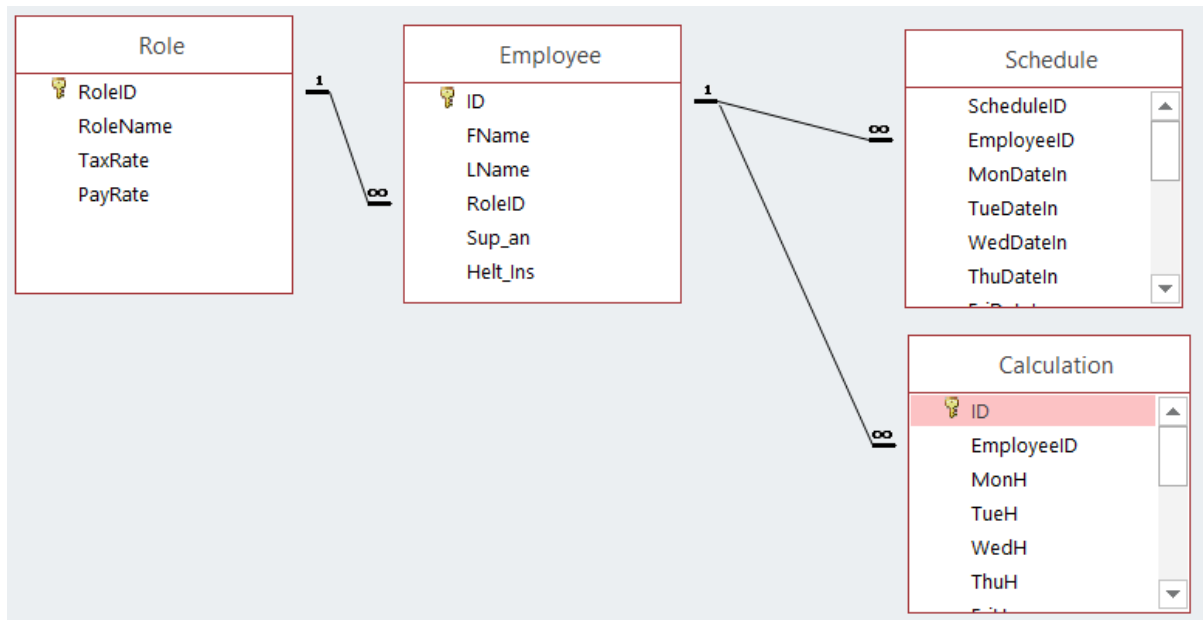 Role
RoleID
RoleName
TaxRate
PayRate
1
∞
Employee
ID
FName
LName
RoleID
Sup_an
Helt_Ins
1
∞
∞
Schedule
ScheduleID
EmployeeID
MonDateIn
TueDateIn
WedDateIn
ThuDateIn
Calculation
ID
EmployeeID
MonH
TueH
WedH
ThuH